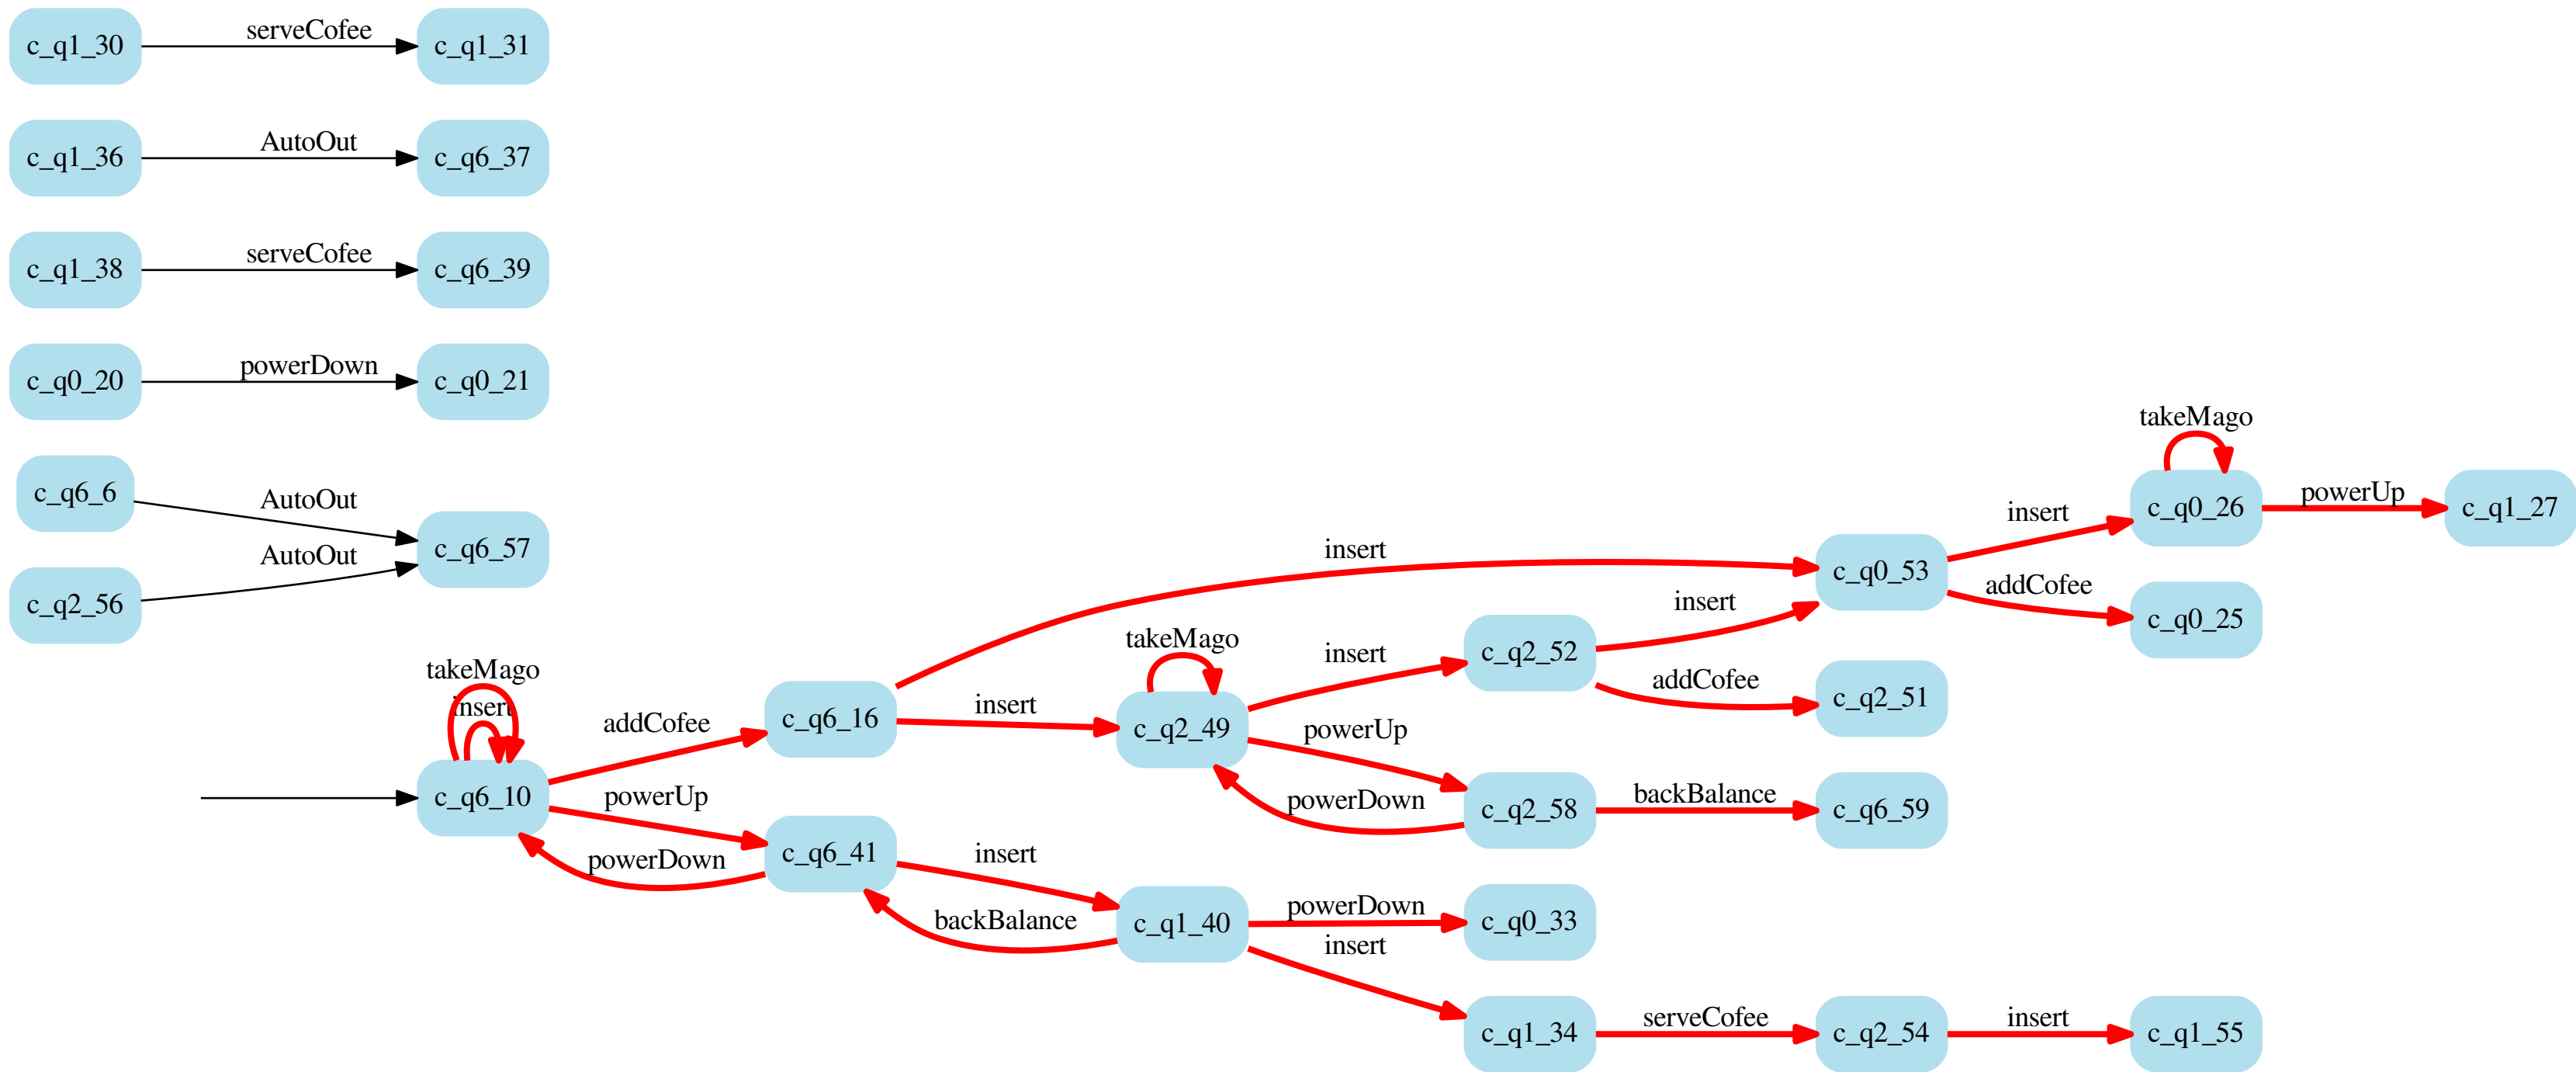 c_q1_30
serveCofee
c_q1_31
c_q1_36
AutoOut
c_q6_37
c_q1_38
serveCofee
c_q6_39
c_q0_20
powerDown
c_q0_21
c_q6_6
AutoOut
c_q6_57
AutoOut
c_q2_56
takeMago
insert
c_q6_10
addCofee
powerUp
powerDown
c_q6_16
c_q6_41
insert
insert
insert
backBalance
takeMago
c_q2_49
c_q1_40
insert
powerUp
powerDown
powerDown
insert
c_q2_52
c_q2_58
c_q0_33
c_q1_34
insert
addCofee
backBalance
serveCofee
c_q0_53
c_q2_51
c_q6_59
c_q2_54
insert
addCofee
insert
takeMago
c_q0_26
c_q0_25
c_q1_55
powerUp
c_q1_27